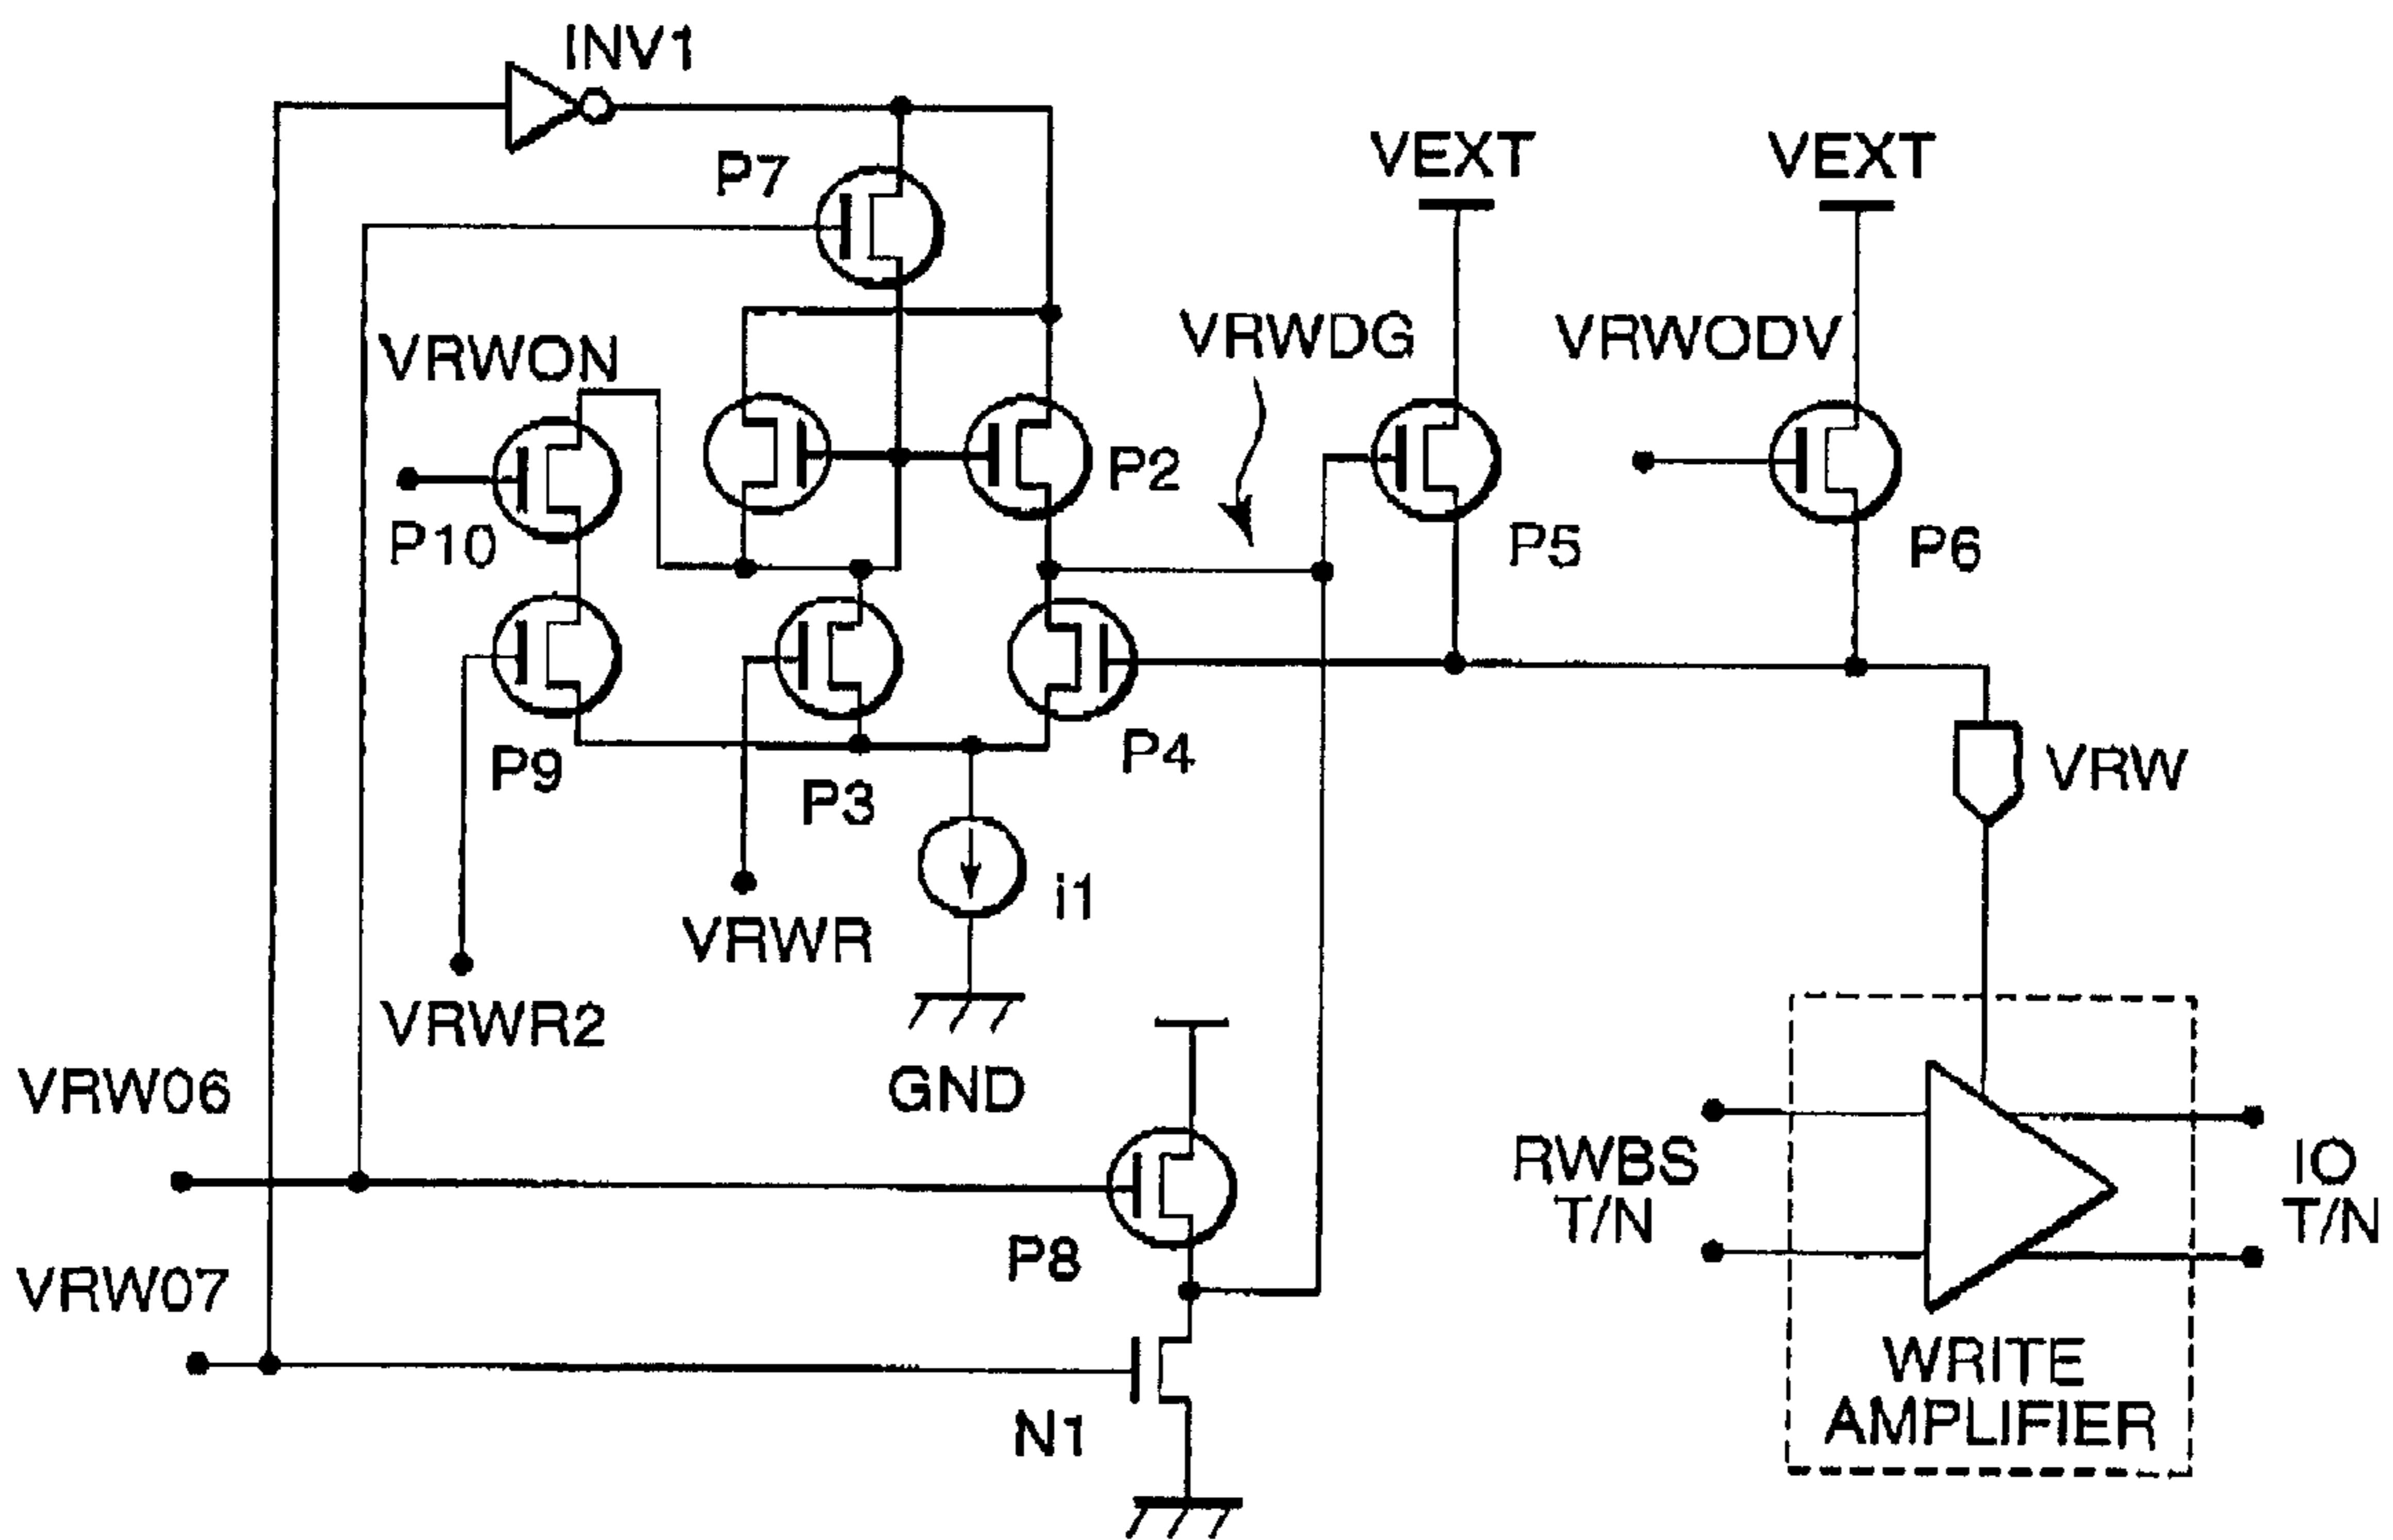 INV1
P7
VEXT
VEXT
VRWON
VRWDG
VRWODV
P2
P10
P5
P6
P9
P3
P4
VRW
i1
VRWR
VRWR2
GND
VRW06
P8
VRW07
N1
RWBS
T/N
IO
T/N
WRITE
AMPLIFIER